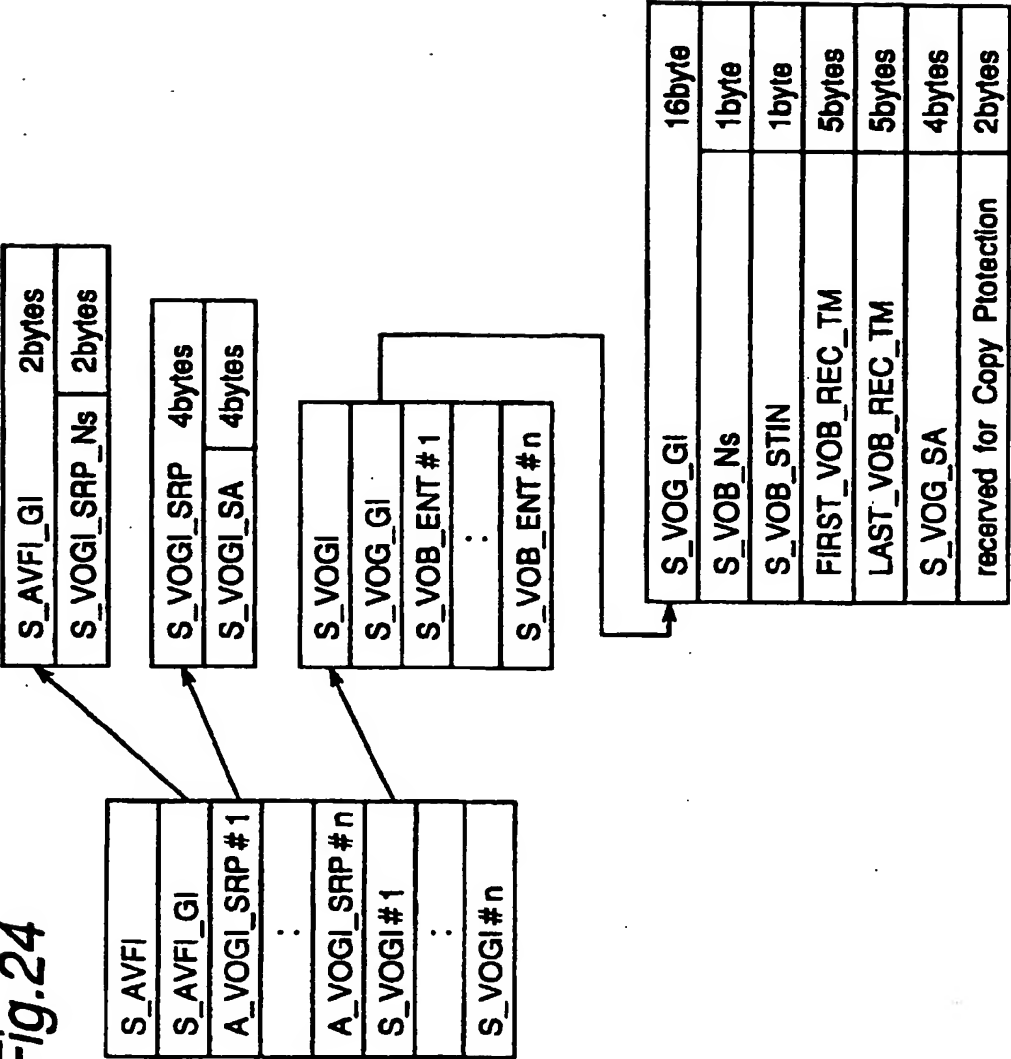 Fig.24
S_AVFI
S_AVFI_GI
A_VOGI_SRP#1
:
A_VOGI_SRP#n
S_VOGI#1
:
S_VOGI#n
S_AVFI_GI 2bytes
S_VOGI_SRP_Ns 2bytes
S_VOGI_SRP 4bytes
S_VOGI_SA 4bytes
S_VOGI
S_VOG_GI
S_VOB_ENT#1
:
S_VOB_ENT#n
S_VOG_GI 16byte
S_VOB_Ns 1byte
S_VOB_STIN 1byte
FIRST_VOB_REC_TM 5bytes
LAST_VOB_REC_TM 5bytes
S_VOG_SA 4bytes
recerved for Copy Ptotection 2bytes